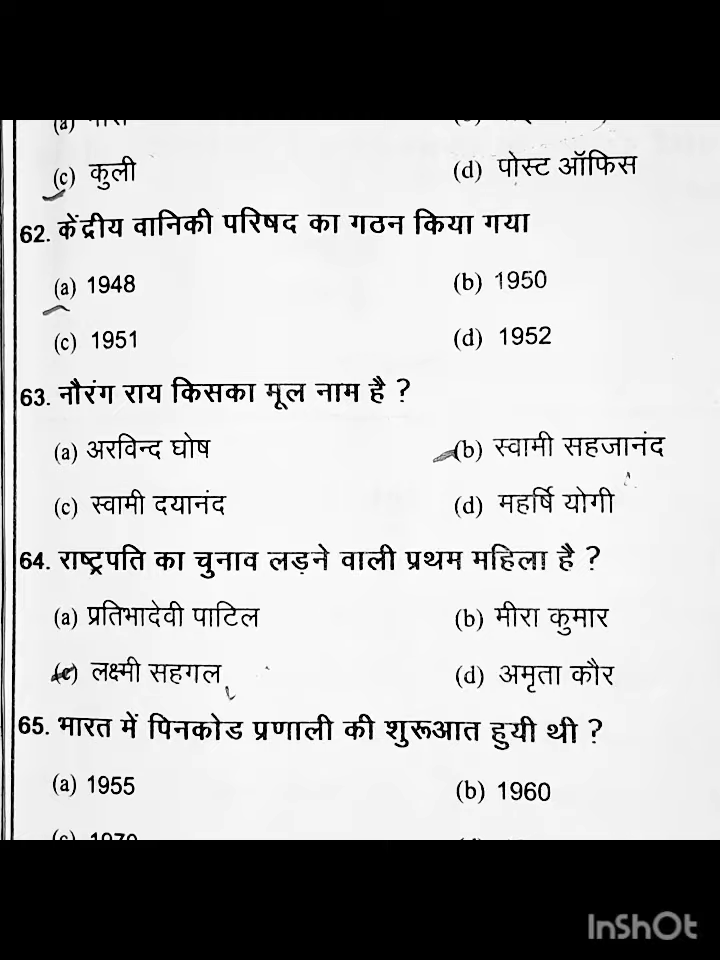 (c) कुली (d) पोस्ट ऑफिस
62. केंद्रीय वानिकी परिषद का गठन किया गया
(a) 1948 (b) 1950
(c) 1951 (d) 1952
63. नौरंग राय किसका मूल नाम है ?
(a) अरविन्द घोष (b) स्वामी सहजानंद
(c) स्वामी दयानंद (d) महर्षि योगी
64. राष्ट्रपति का चुनाव लड़ने वाली प्रथम महिला है ?
(a) प्रतिभादेवी पाटिल (b) मीरा कुमार
(c) लक्ष्मी सहगल (d) अमृता कौर
65. भारत में पिनकोड प्रणाली की शुरूआत हुयी थी ?
(a) 1955 (b) 1960
InShOt